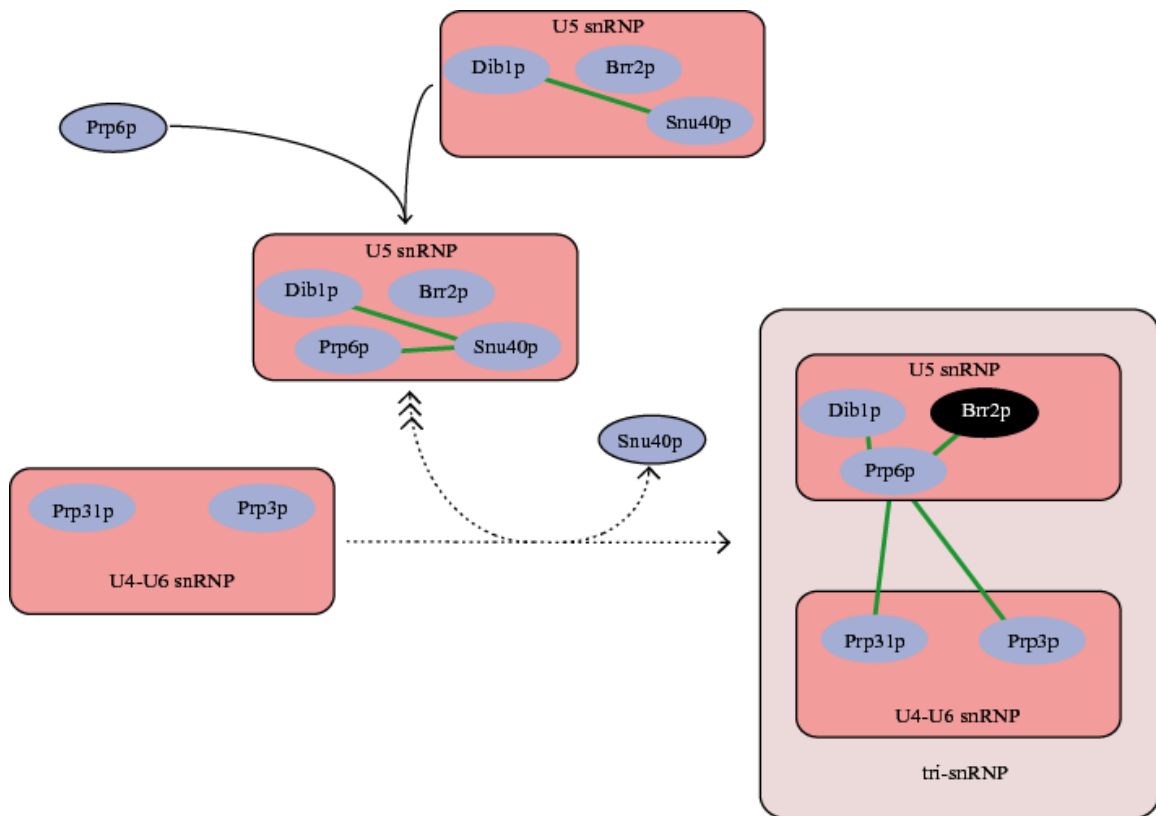 U5 snRNP
Dib1p
Brr2p
Snu40p
Prp6p
U5 snRNP
Dib1p
Brr2p
Prp6p
Snu40p
Snu40p
Prp31p
Prp3p
U4-U6 snRNP
U5 snRNP
Dib1p
Brr2p
Prp6p
Prp31p
Prp3p
U4-U6 snRNP
tri-snRNP